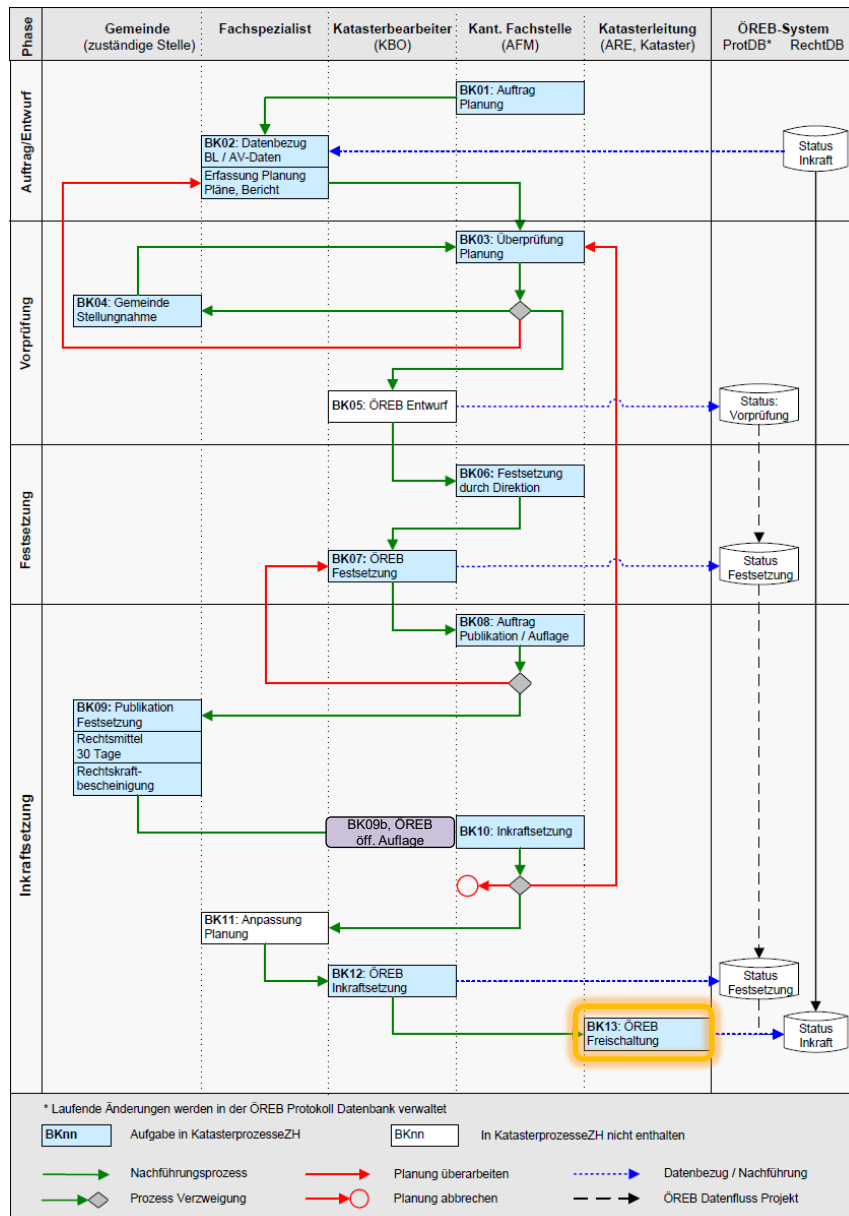 Phase
Gemeinde
(zuständige Stelle)
Fachspezialist
Katasterbearbeiter
(KBO)
Kant. Fachstelle
(AFM)
Katasterleitung
(ARE, Kataster)
ÖREB-System
ProtDB* RechtDB
Auftrag/Entwurf
BK01: Auftrag
Planung
BK02: Datenbezug
BL / AV-Daten
Erfassung Planung
Pläne, Bericht
Status
Inkraft
Vorprüfung
BK03: Überprüfung
Planung
BK04: Gemeinde
Stellungnahme
BK05: ÖREB Entwurf
Status:
Vorprüfung
Festsetzung
BK06: Festsetzung
durch Direktion
BK07: ÖREB
Festsetzung
Status
Festsetzung
Inkraftsetzung
BK08: Auftrag
Publikation / Auflage
BK09: Publikation
Festsetzung
Rechtsmittel
30 Tage
Rechtskraft-
bescheinigung
BK09b, ÖREB
öff. Auflage
BK10: Inkraftsetzung
BK11: Anpassung
Planung
BK12: ÖREB
Inkraftsetzung
Status
Festsetzung
BK13: ÖREB
Freischaltung
Status
Inkraft
* Laufende Änderungen werden in der ÖREB Protokoll Datenbank verwaltet
BKnn Aufgabe in KatasterprozesseZH BKnn In KatasterprozesseZH nicht enthalten
Nachführungsprozess Planung überarbeiten Datenbezug / Nachführung
Prozess Verzweigung Planung abbrechen ÖREB Datenfluss Projekt